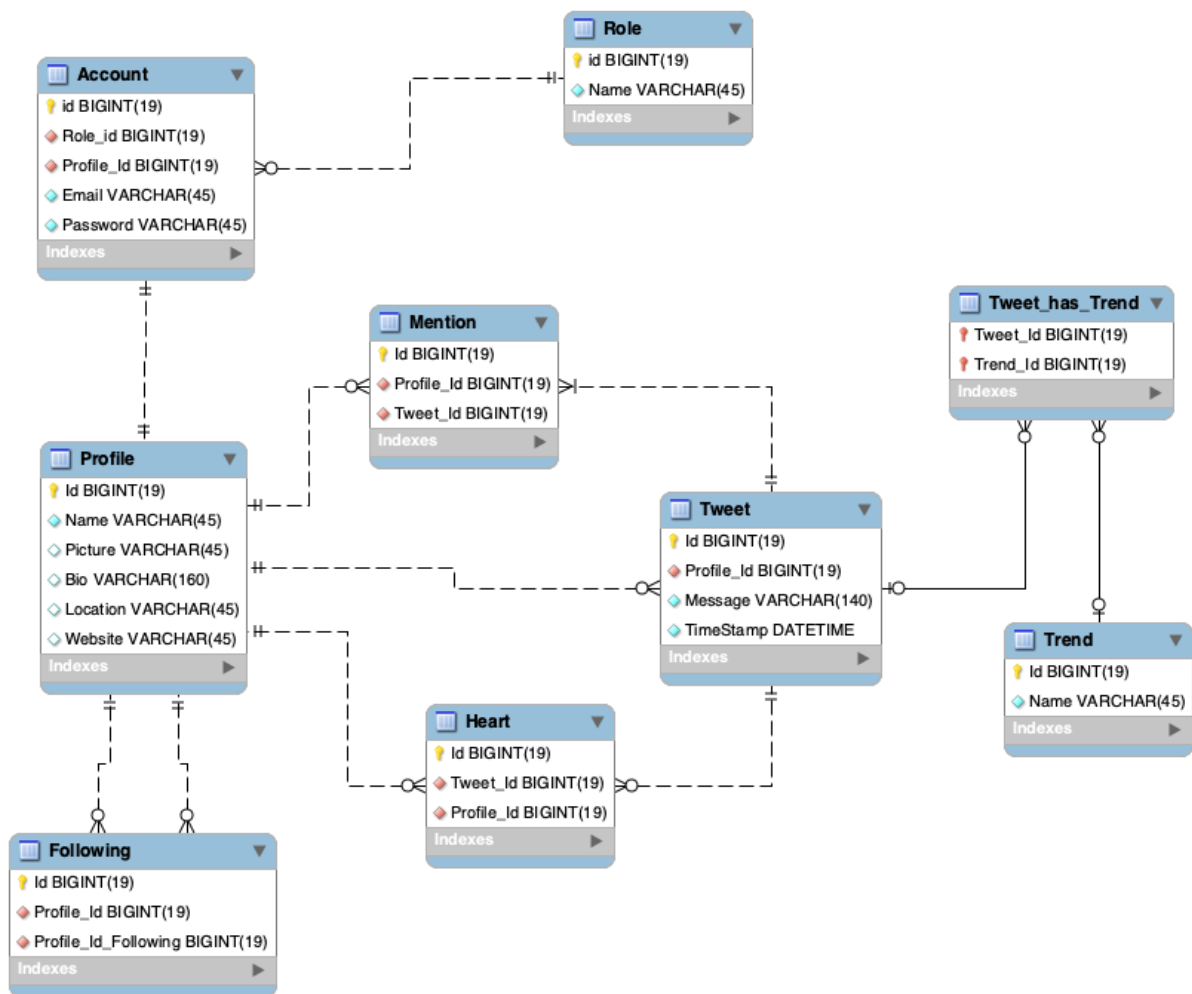 Role
id BIGINT(19)
Name VARCHAR(45)
Indexes
Account
id BIGINT(19)
Role_id BIGINT(19)
Profile_Id BIGINT(19)
Email VARCHAR(45)
Password VARCHAR(45)
Indexes
Mention
Id BIGINT(19)
Profile_Id BIGINT(19)
Tweet_Id BIGINT(19)
Indexes
Tweet_has_Trend
Tweet_Id BIGINT(19)
Trend_Id BIGINT(19)
Indexes
Profile
Id BIGINT(19)
Name VARCHAR(45)
Picture VARCHAR(45)
Bio VARCHAR(160)
Location VARCHAR(45)
Website VARCHAR(45)
Indexes
Tweet
Id BIGINT(19)
Profile_Id BIGINT(19)
Message VARCHAR(140)
TimeStamp DATETIME
Indexes
Trend
Id BIGINT(19)
Name VARCHAR(45)
Indexes
Heart
Id BIGINT(19)
Tweet_Id BIGINT(19)
Profile_Id BIGINT(19)
Indexes
Following
Id BIGINT(19)
Profile_Id BIGINT(19)
Profile_Id_Following BIGINT(19)
Indexes